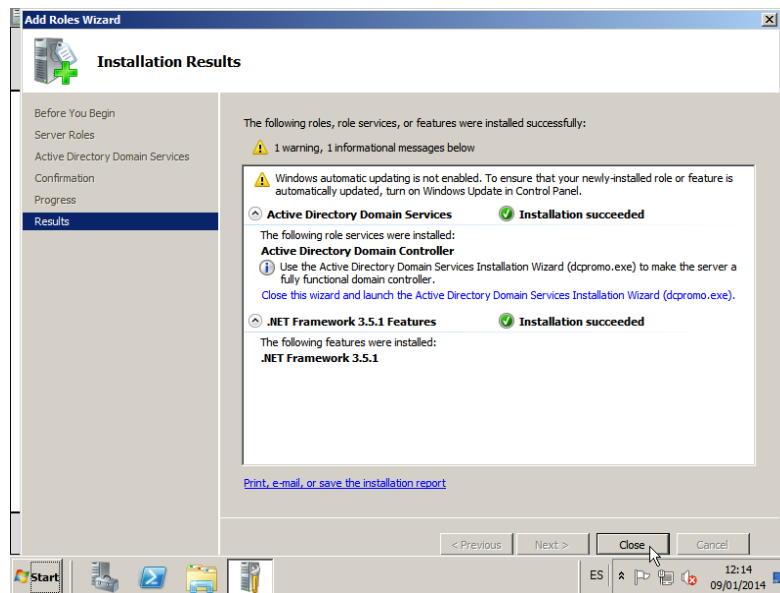 Add Roles Wizard
Installation Results
Before You Begin
Server Roles
Active Directory Domain Services
Confirmation
Progress
Results
The following roles, role services, or features were installed successfully:
1 warning, 1 informational messages below
Windows automatic updating is not enabled. To ensure that your newly-installed role or feature is
automatically updated, turn on Windows Update in Control Panel.
Active Directory Domain Services Installation succeeded
The following role services were installed:
Active Directory Domain Controller
Use the Active Directory Domain Services Installation Wizard (dcpromo.exe) to make the server a
fully functional domain controller.
Close this wizard and launch the Active Directory Domain Services Installation Wizard (dcpromo.exe).
.NET Framework 3.5.1 Features Installation succeeded
The following features were installed:
.NET Framework 3.5.1
Print, e-mail, or save the installation report
< Previous Next > Close Cancel
Start ES 12:14
09/01/2014